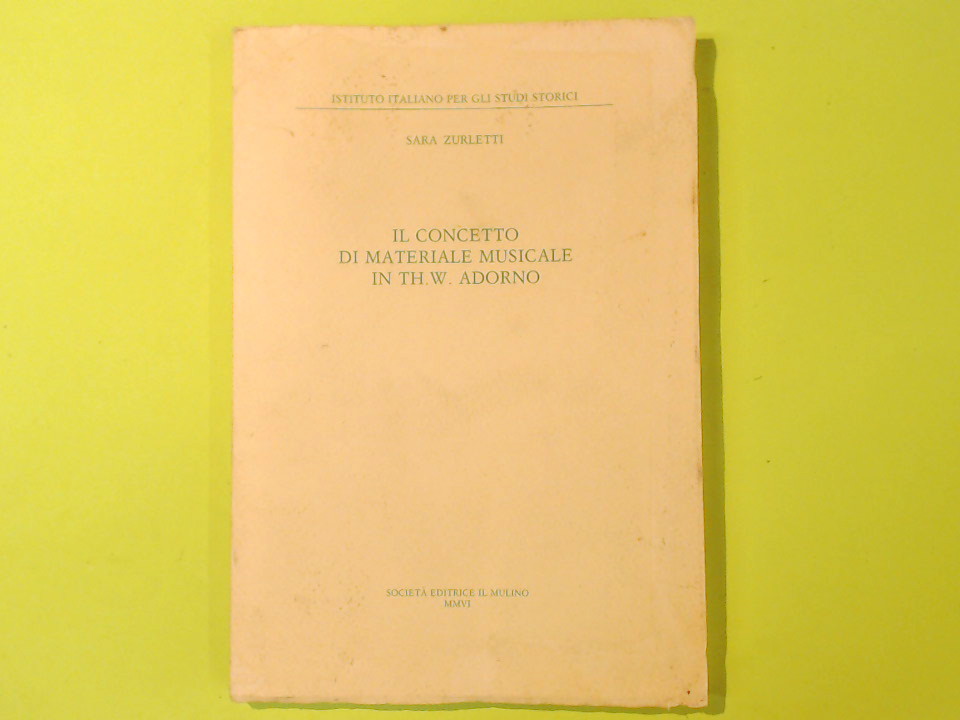 ISTITUTO ITALIANO PER GLI STUDI STORICI
SARA ZURLETTI
IL CONCETTO
DI MATERIALE MUSICALE
IN TH.W. ADORNO
SOCIETÀ EDITRICE IL MULINO
MMVI